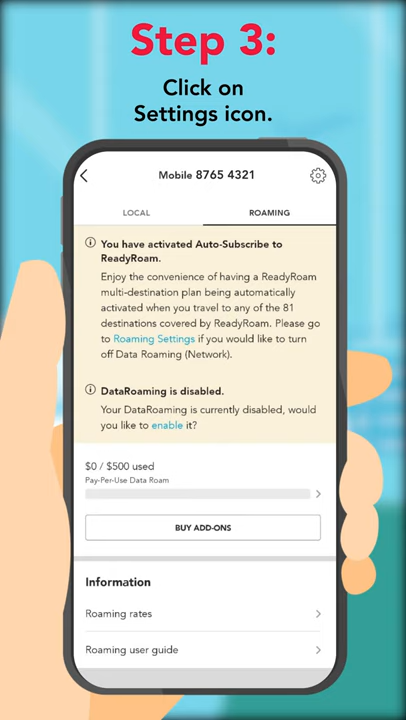 Step 3:
Click on
Settings icon.
Mobile 8765 4321
LOCAL
ROAMING
You have activated Auto-Subscribe to
ReadyRoam.
Enjoy the convenience of having a ReadyRoam
multi-destination plan being automatically
activated when you travel to any of the 81
destinations covered by ReadyRoam. Please go
to Roaming Settings if you would like to turn
off Data Roaming (Network).
DataRoaming is disabled.
Your DataRoaming is currently disabled, would
you like to enable it?
$0 / $500 used
Pay-Per-Use Data Roam
BUY ADD-ONS
Information
Roaming rates
Roaming user guide